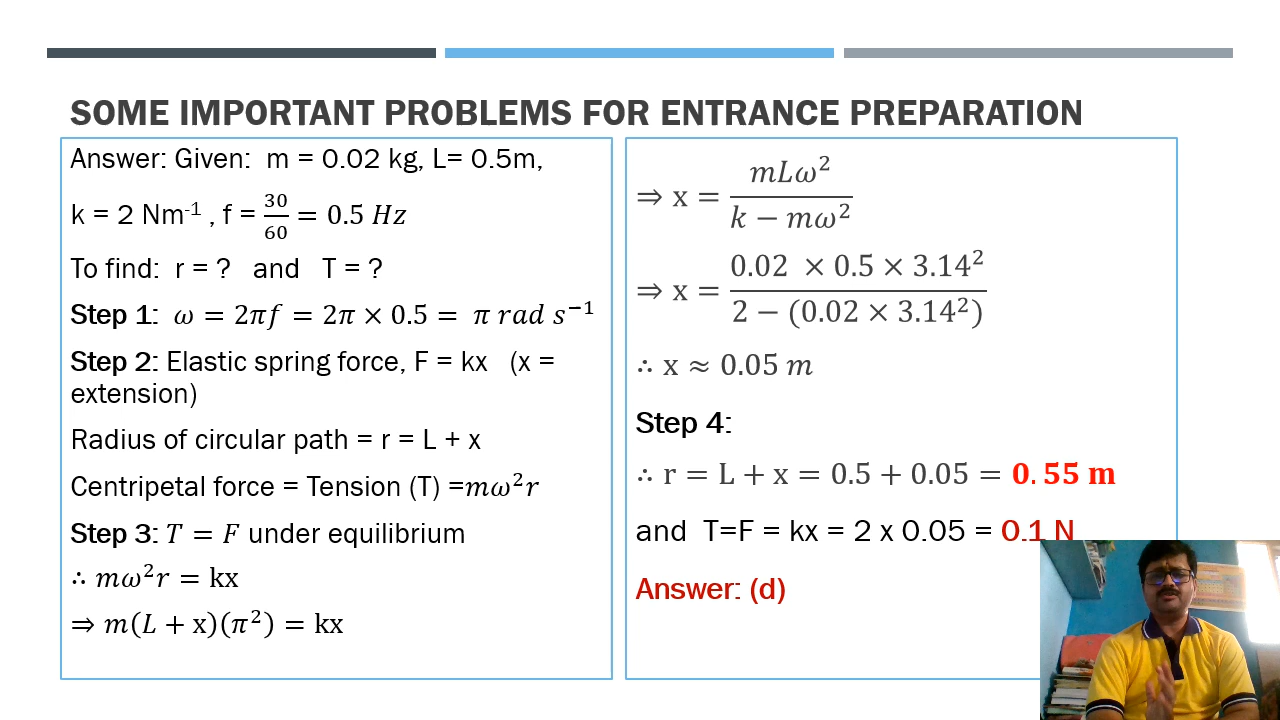 SOME IMPORTANT PROBLEMS FOR ENTRANCE PREPARATION
Answer: Given: m = 0.02 kg, L= 0.5m,
k = 2 Nm⁻¹ , f = 30/60 = 0.5 Hz
To find: r = ? and T = ?
Step 1: ω = 2πf = 2π × 0.5 = π rad s⁻¹
Step 2: Elastic spring force, F = kx (x =
extension)
Radius of circular path = r = L + x
Centripetal force = Tension (T) =mω²r
Step 3: T = F under equilibrium
∴ mω²r = kx
⇒ m(L + x)(π²) = kx
⇒ x = mLω² / k − mω²
⇒ x = 0.02 × 0.5 × 3.14² / 2 − (0.02 × 3.14²)
∴ x ≈ 0.05 m
Step 4:
∴ r = L + x = 0.5 + 0.05 = 0.55 m
and T=F = kx = 2 x 0.05 = 0.1 N
Answer: (d)